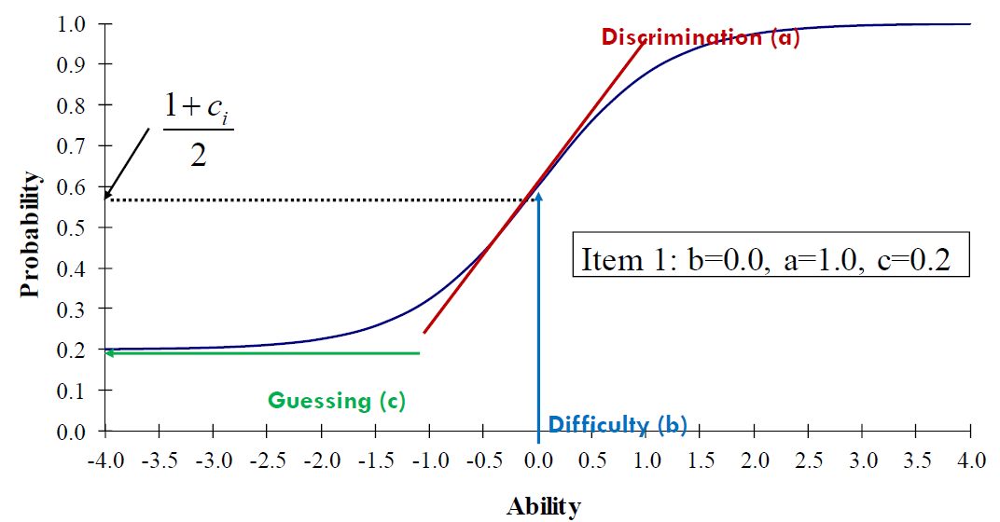 1.0
Discrimination (a)
0.9
0.8
1+c_i
2
0.7
0.6
0.5
0.4
Item 1: b=0.0, a=1.0, c=0.2
0.3
0.2
0.1
Guessing (c)
0.0
Difficulty (b)
-4.0 -3.5 -3.0 -2.5 -2.0 -1.5 -1.0 -0.5 0.0 0.5 1.0 1.5 2.0 2.5 3.0 3.5 4.0
Probability
Ability